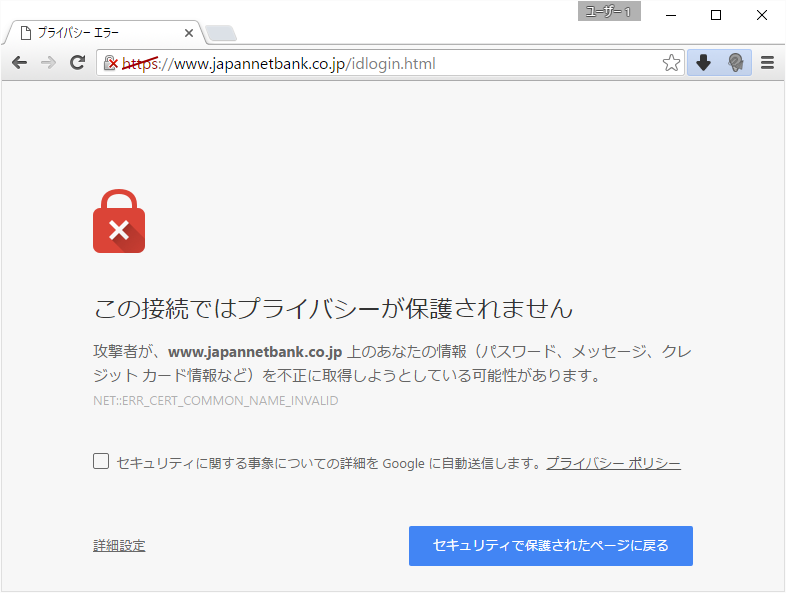 ユーザー 1
プライバシー エラー
https://www.japannetbank.co.jp/idlogin.html
この接続ではプライバシーが保護されません
攻撃者が、www.japannetbank.co.jp 上のあなたの情報（パスワード、メッセージ、クレ
ジット カード情報など）を不正に取得しようとしている可能性があります。
NET::ERR_CERT_COMMON_NAME_INVALID
セキュリティに関する事象についての詳細を Google に自動送信します。プライバシー ポリシー
詳細設定
セキュリティで保護されたページに戻る